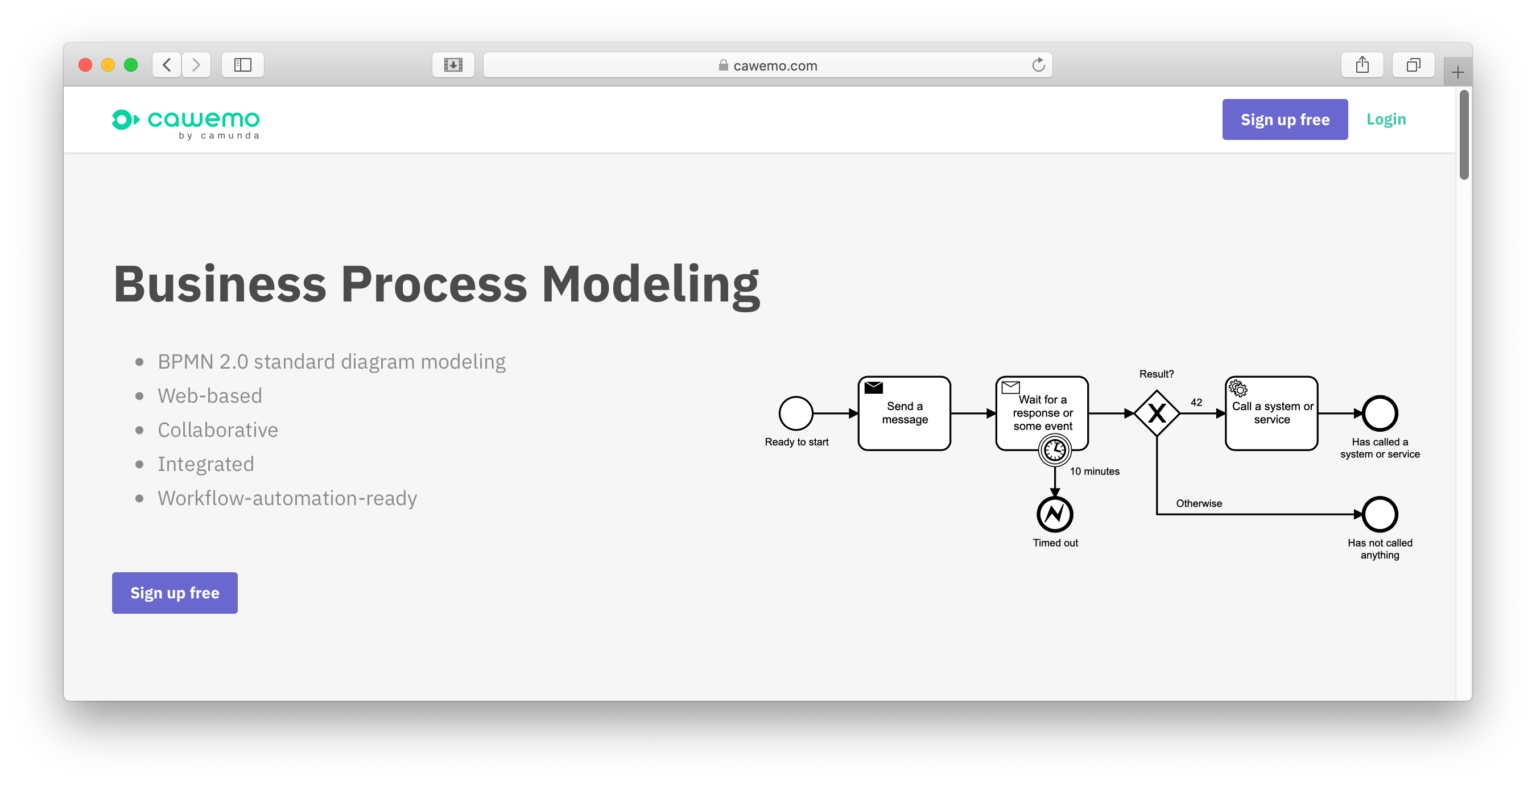 cawemo.com
cawemo
by camunda
Sign up free
Login
Business Process Modeling
BPMN 2.0 standard diagram modeling
Web-based
Collaborative
Integrated
Workflow-automation-ready
Sign up free
Ready to start
Send a
message
Wait for a
response or
some event
10 minutes
Timed out
Result?
42
Call a system or
service
Has called a
system or service
Otherwise
Has not called
anything